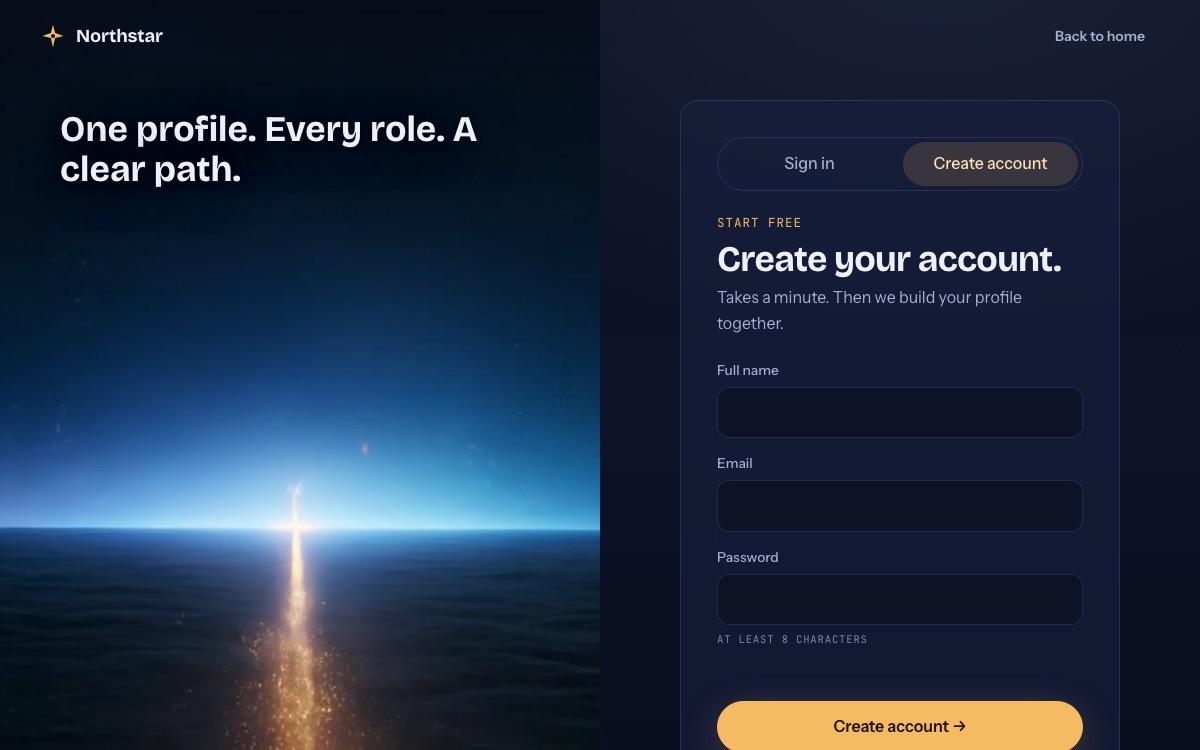 Northstar
Back to home
One profile. Every role. A
clear path.
Sign in
Create account
START FREE
Create your account.
Takes a minute. Then we build your profile
together.
Full name
Email
Password
AT LEAST 8 CHARACTERS
Create account →